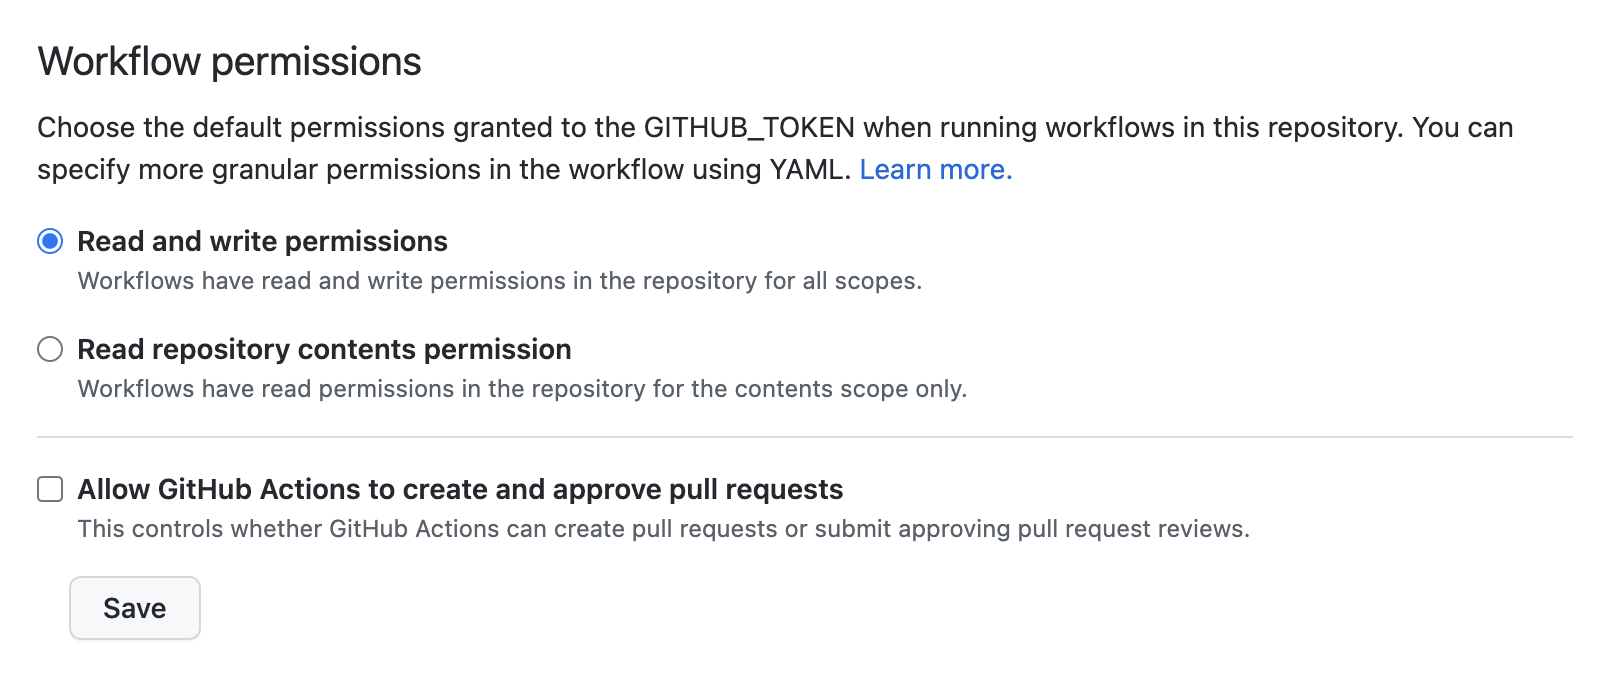 Workflow permissions
Choose the default permissions granted to the GITHUB_TOKEN when running workflows in this repository. You can
specify more granular permissions in the workflow using YAML. Learn more.
Read and write permissions
Workflows have read and write permissions in the repository for all scopes.
Read repository contents permission
Workflows have read permissions in the repository for the contents scope only.
Allow GitHub Actions to create and approve pull requests
This controls whether GitHub Actions can create pull requests or submit approving pull request reviews.
Save